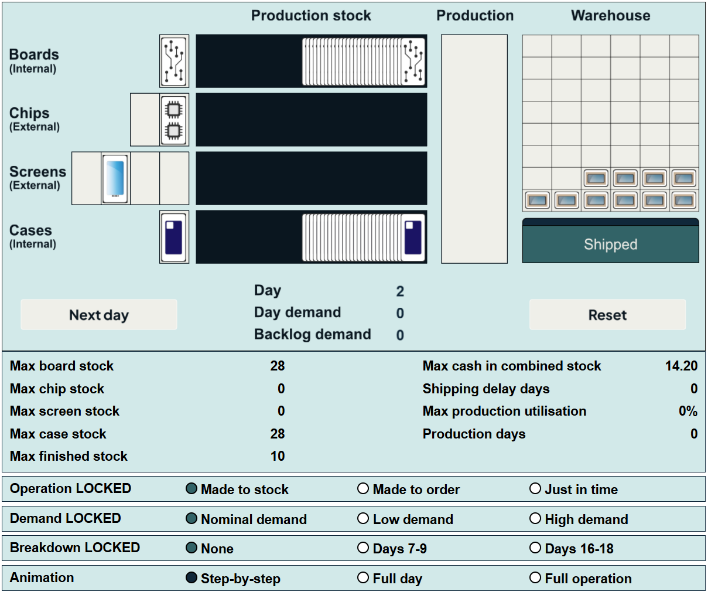 Production stock Production Warehouse
Boards
(Internal)
Chips
(External)
Screens
(External)
Cases
(Internal)
Shipped
Day 2
Day demand 0
Backlog demand 0
Next day
Reset
Max board stock 28 Max cash in combined stock 14.20
Max chip stock 0 Shipping delay days 0
Max screen stock 0 Max production utilisation 0%
Max case stock 28 Production days 0
Max finished stock 10
Operation LOCKED Made to stock Made to order Just in time
Demand LOCKED Nominal demand Low demand High demand
Breakdown LOCKED None Days 7-9 Days 16-18
Animation Step-by-step Full day Full operation